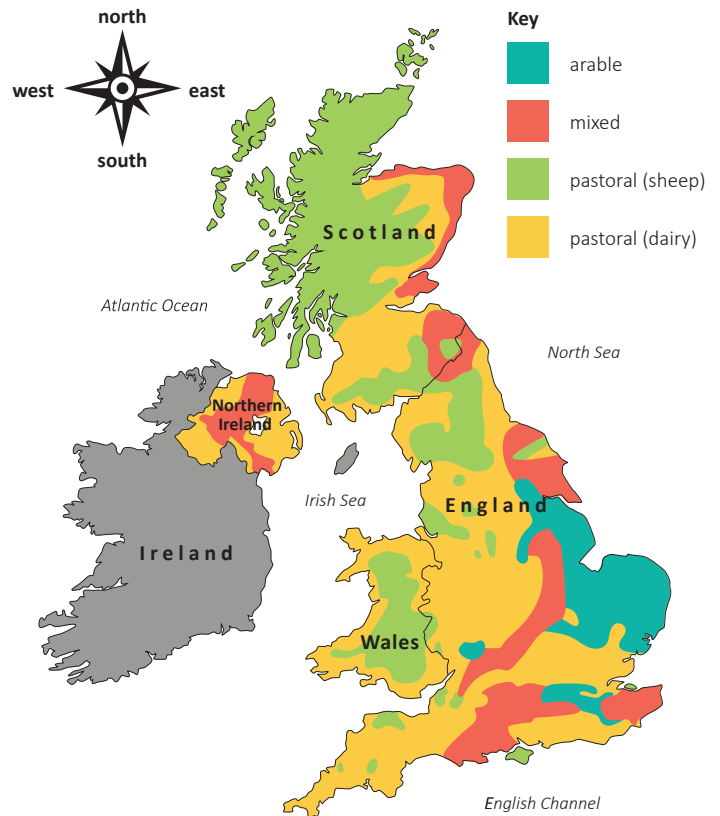 north
west
east
south
Key
arable
mixed
pastoral (sheep)
pastoral (dairy)
Scotland
Atlantic Ocean
North Sea
Northern
Ireland
Irish Sea
England
Ireland
Wales
English Channel